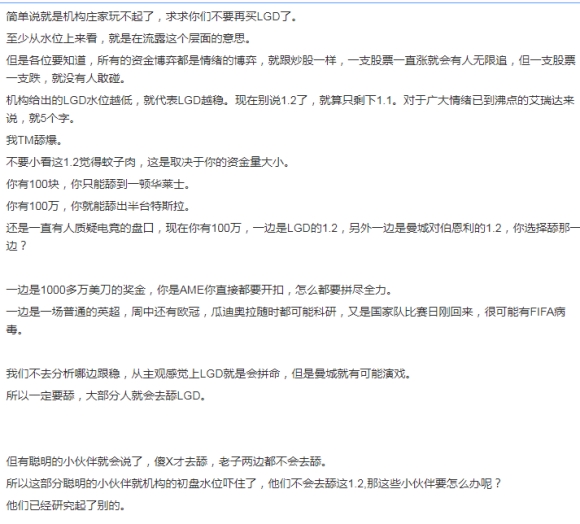 简单说就是机构庄家玩不起了，求求你们不要再买LGD了。
至少从水位上来看，就是在流露这个层面的意思。
但是各位要知道，所有的资金博弈都是情绪的博弈，就跟炒股一样，一支股票一直涨就会有人无限追，但一支股票
一支跌，就没有人敢碰。
机构给出的LGD水位越低，就代表LGD越稳。现在别说1.2了，就算只剩下1.1。对于广大情绪已到沸点的艾瑞达来
说，就5个字。
我TM舔爆。
不要小看这1.2觉得蚊子肉，这是取决于你的资金量大小。
你有100块，你只能舔到一顿华莱士。
你有100万，你就能舔出半台特斯拉。
还是一直有人质疑电竞的盘口，现在你有100万，一边是LGD的1.2，另外一边是曼城对伯恩利的1.2，你选择舔那一
边？
一边是1000多万美刀的奖金，你是AME你直接都要开扣，怎么都要拼尽全力。
一边是一场普通的英超，周中还有欧冠，瓜迪奥拉随时都可能科研，又是国家队比赛日刚回来，很可能有FIFA病
毒。
我们不去分析哪边跟稳，从主观感觉上LGD就是会拼命，但是曼城就有可能演戏。
所以一定要舔，大部分人就会去舔LGD。
但有聪明的小伙伴就会说了，傻X才去舔，老子两边都不会去舔。
所以这部分聪明的小伙伴就机构的初盘水位吓住了，他们不会去舔这1.2,那这些小伙伴要怎么办呢？
他们已经研究起了别的。